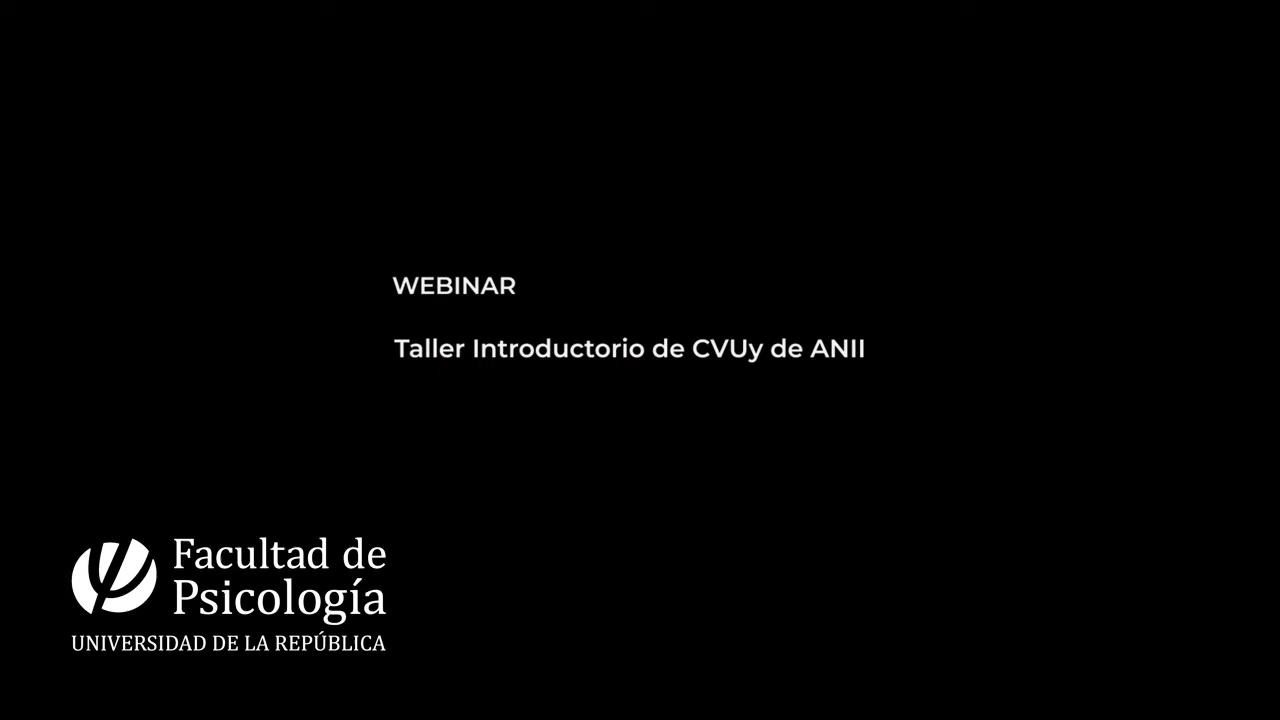 WEBINAR
Taller Introductorio de CVUy de ANII
Facultad de
Psicología
UNIVERSIDAD DE LA REPÚBLICA